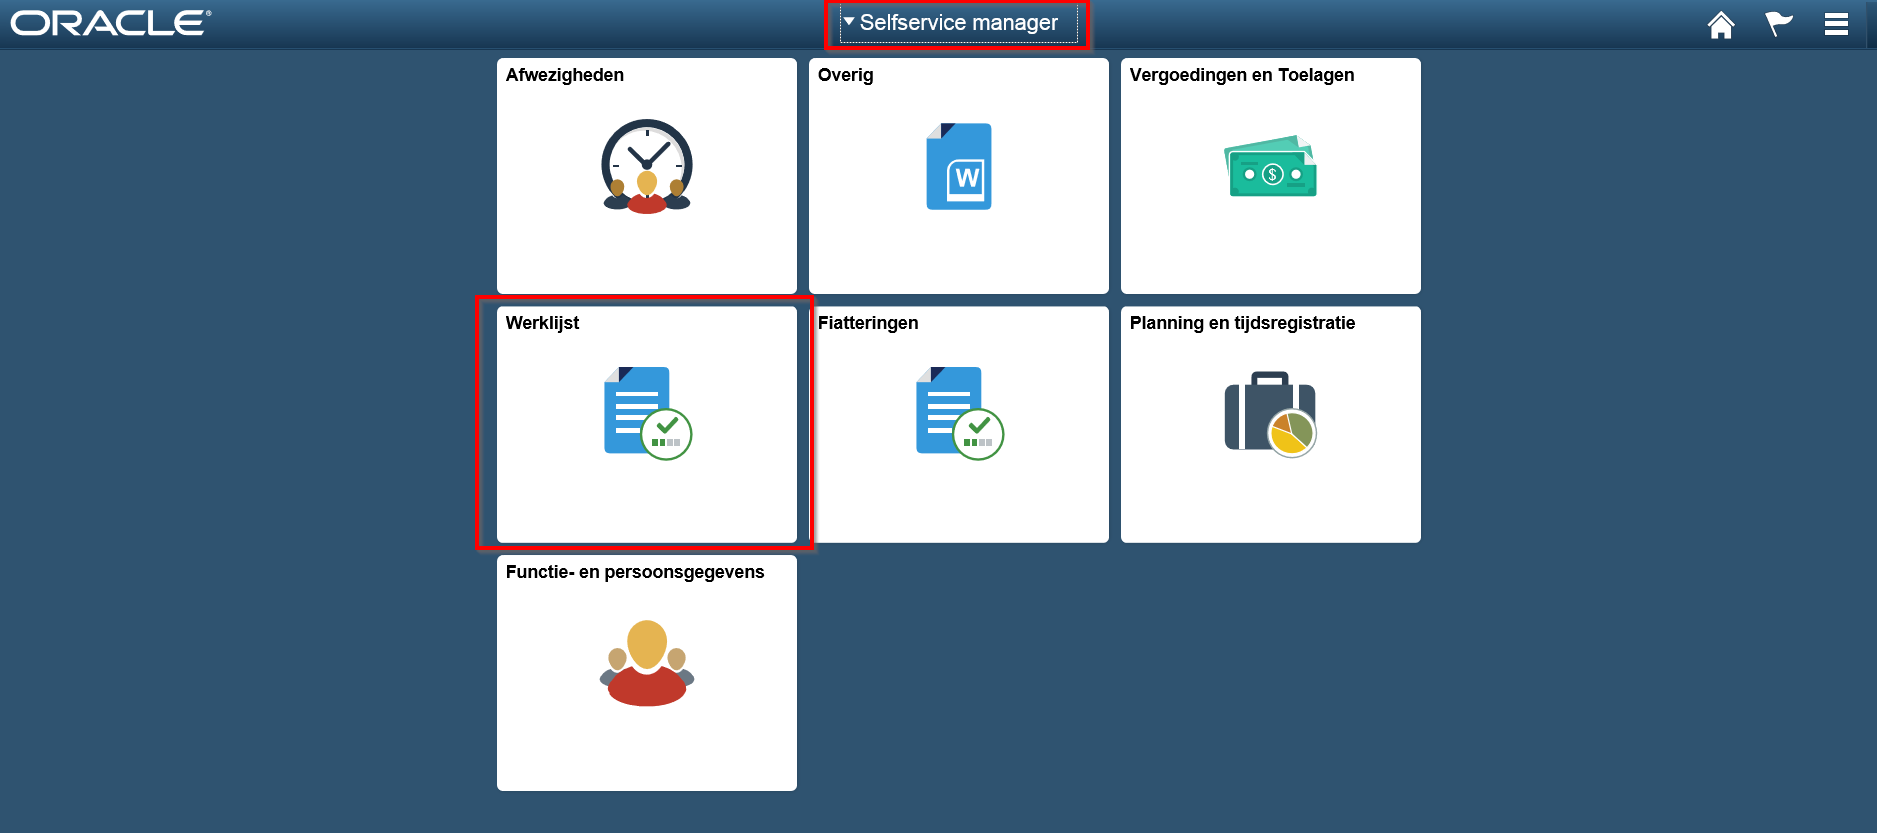 ORACLE®
Selfservice manager
Afwezigheden
Overig
Vergoedingen en Toelagen
W
$
Werklijst
Fiatteringen
Planning en tijdsregistratie
Functie- en persoonsgegevens